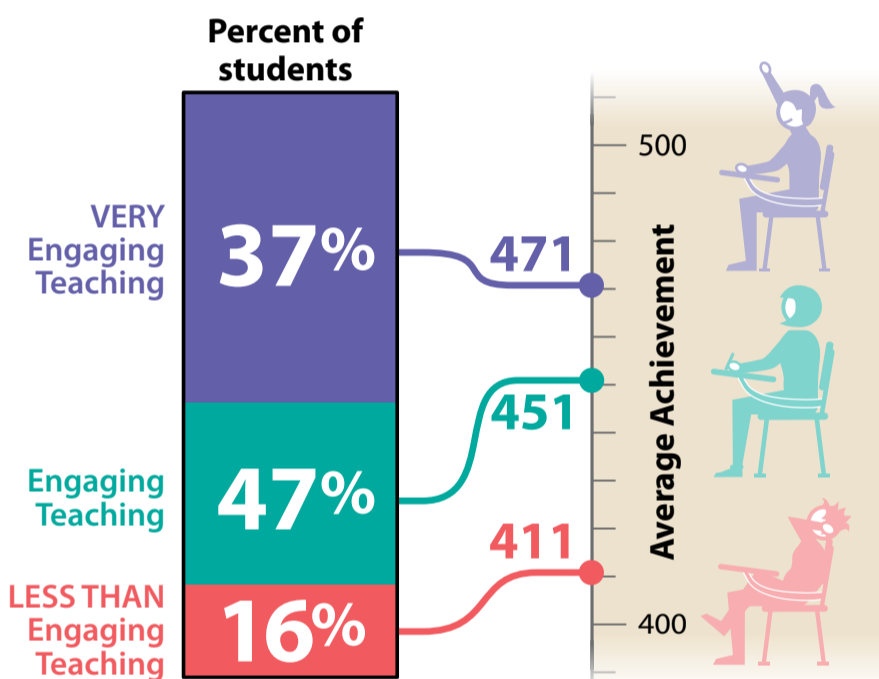 Percent of
students
VERY
Engaging
Teaching
37%
471
500
Engaging
Teaching
47%
451
Average Achievement
LESS THAN
Engaging
Teaching
16%
411
400